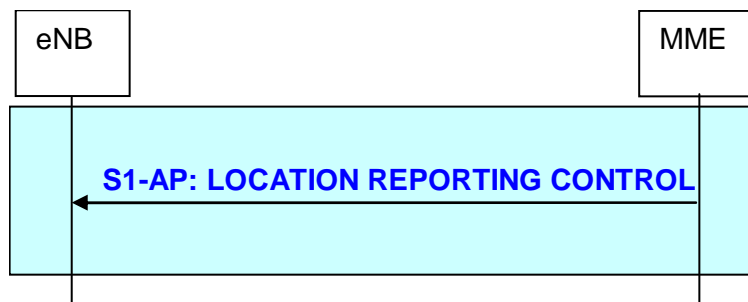 eNB
MME
S1-AP: LOCATION REPORTING CONTROL